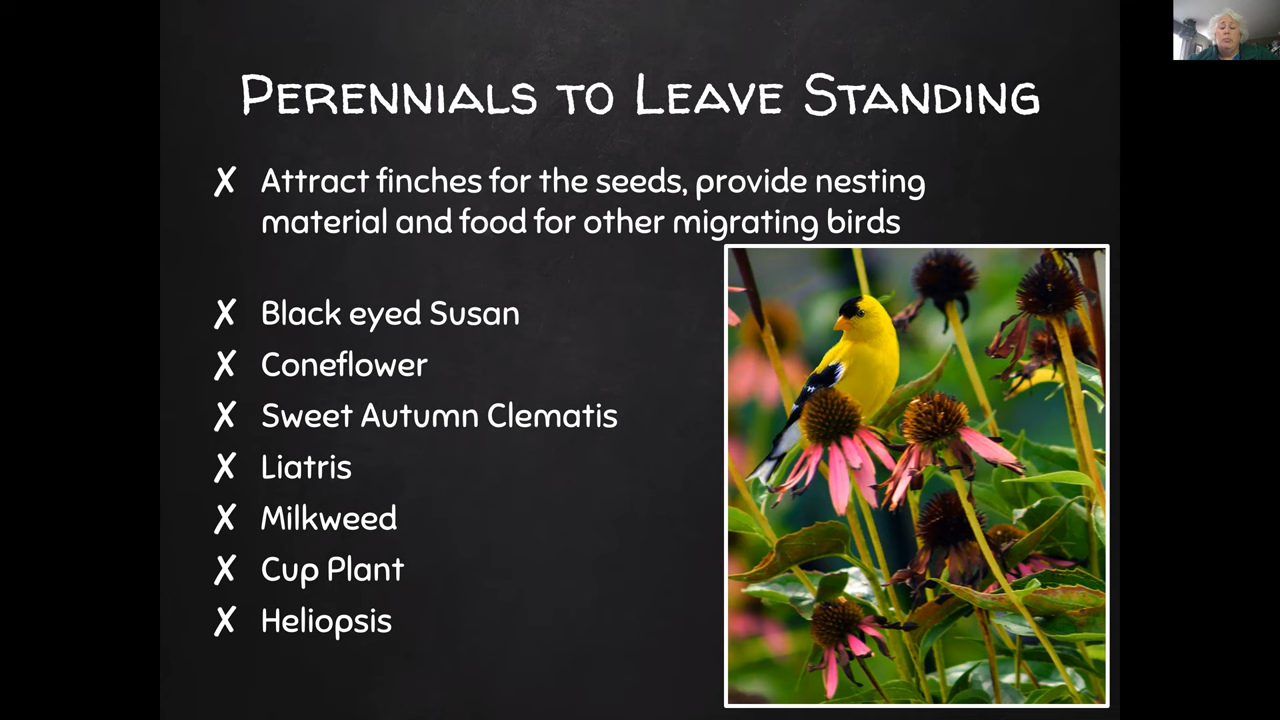 Perennials to Leave Standing
✗ Attract finches for the seeds, provide nesting
material and food for other migrating birds
✗ Black eyed Susan
✗ Coneflower
✗ Sweet Autumn Clematis
✗ Liatris
✗ Milkweed
✗ Cup Plant
✗ Heliopsis